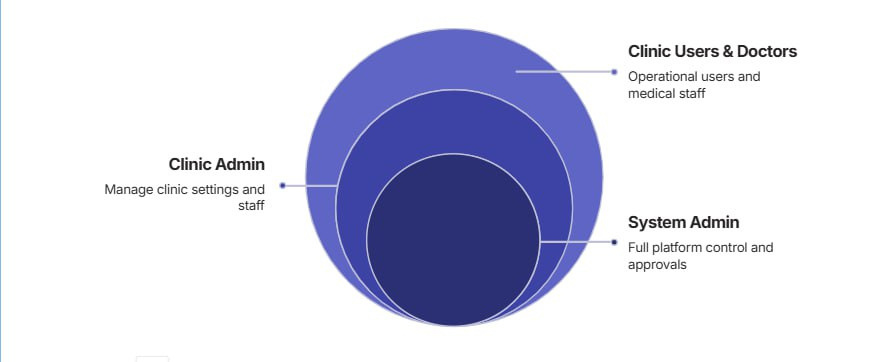 Clinic Users & Doctors
Operational users and
medical staff
Clinic Admin
Manage clinic settings and
staff
System Admin
Full platform control and
approvals